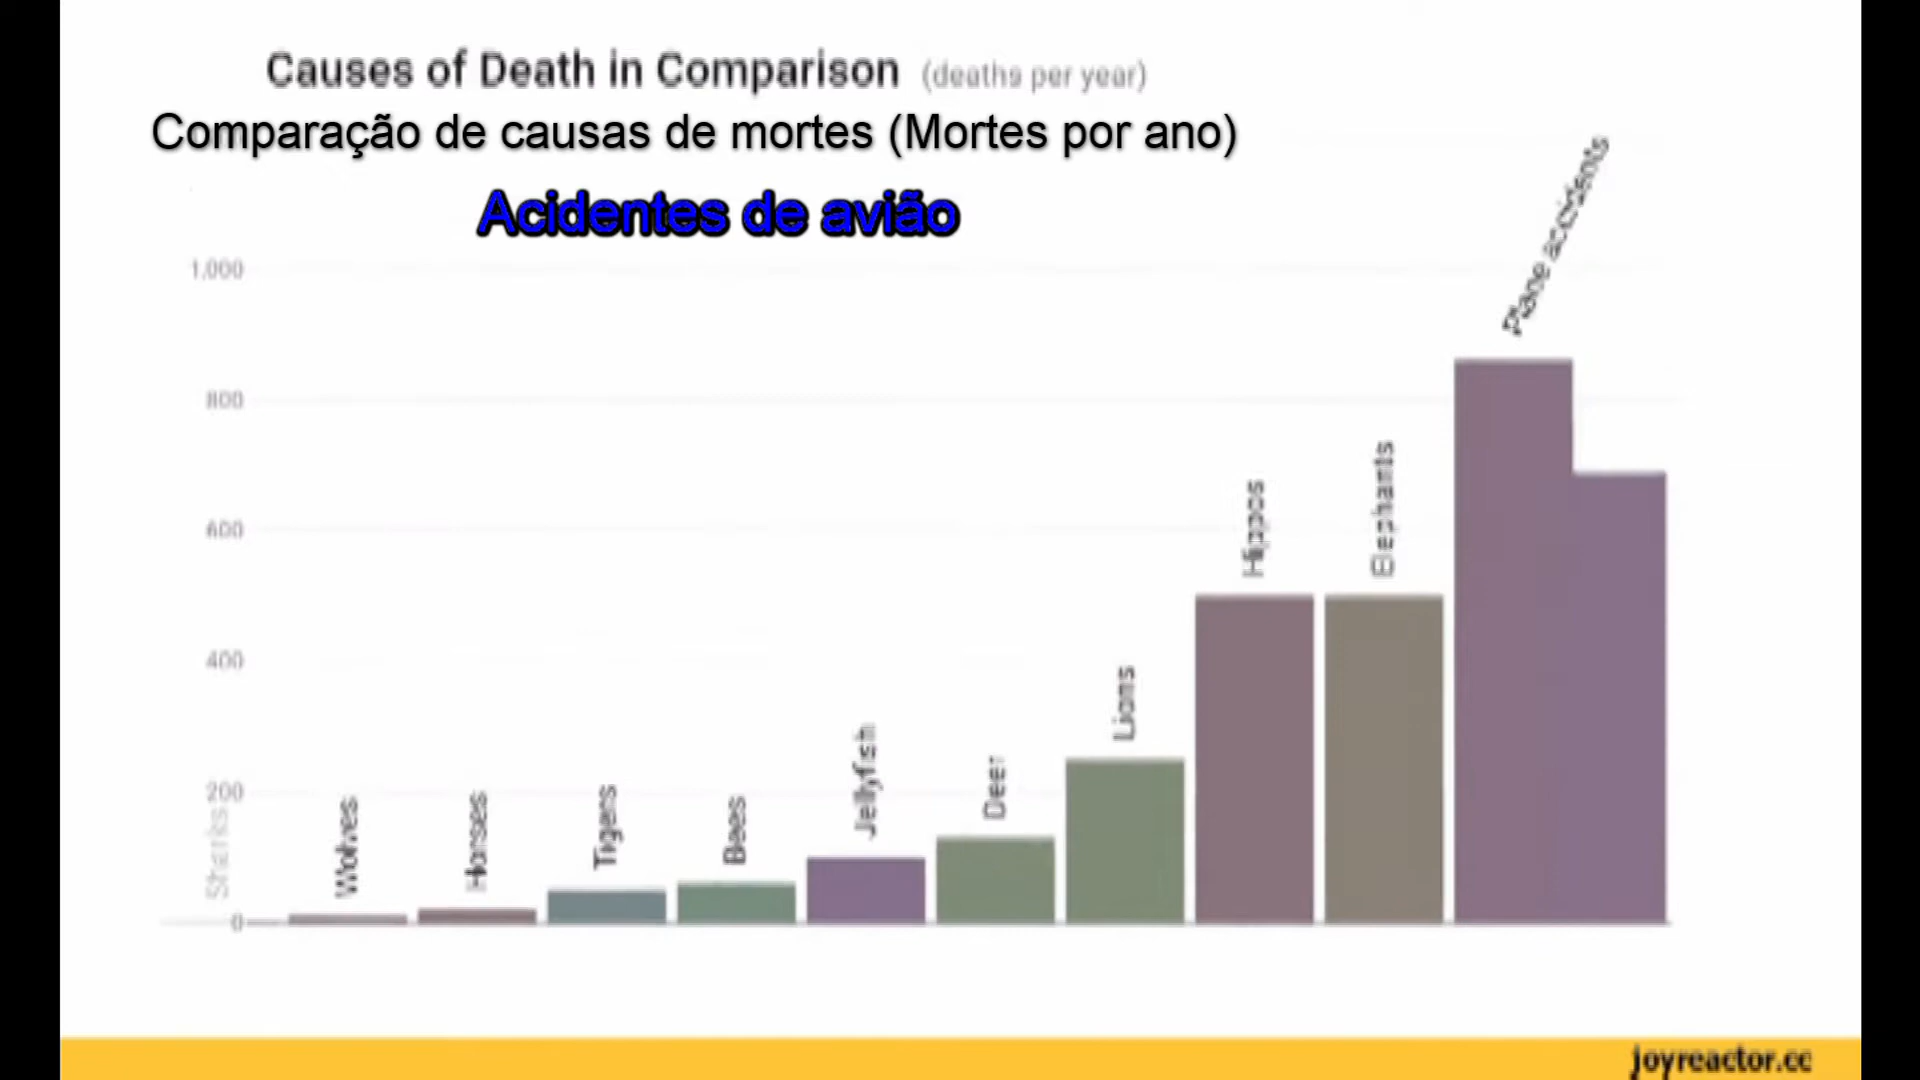 Causes of Death in Comparison (deaths per year)
Comparação de causas de mortes (Mortes por ano)
Acidentes de avião
Plane accidents
1,000
800
600
400
200
0
Sharks
Wolves
Horses
Tigers
Bees
Jellyfish
Deer
Lions
Hippos
Elephants
joyreactor.cc